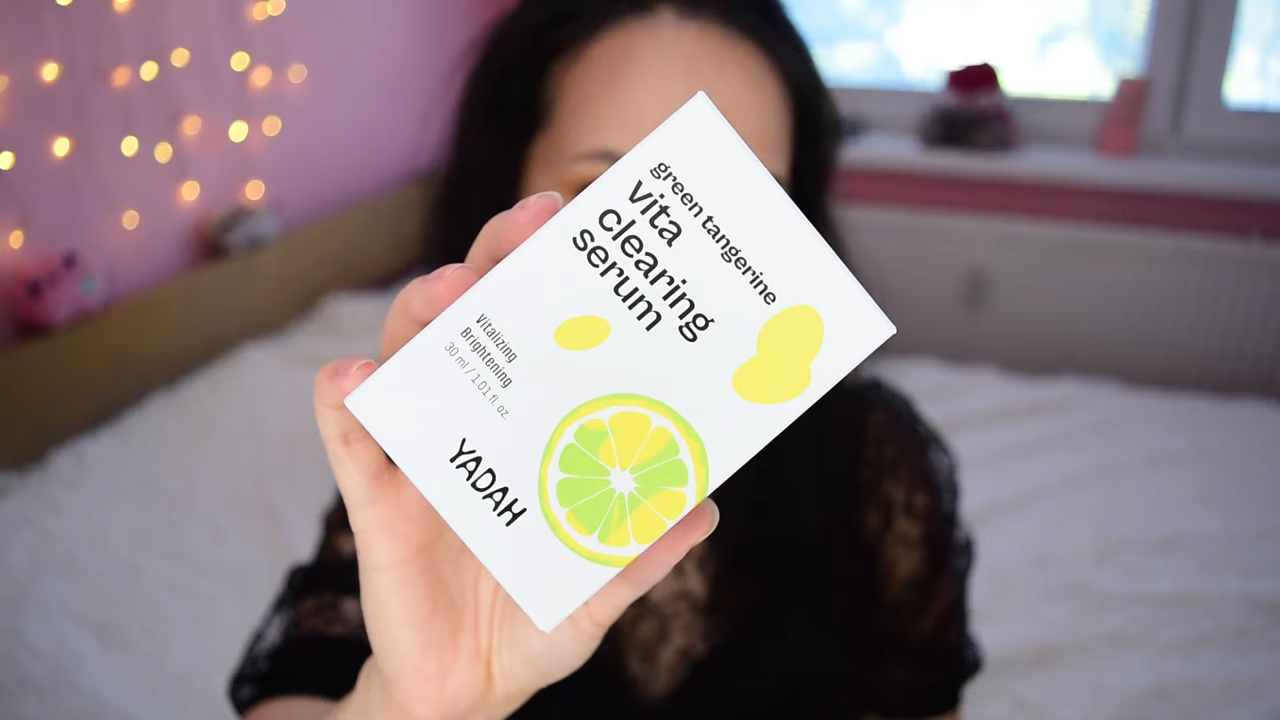 green tangerine
vita
clearing
serum
Vitalizing
Brightening
30 ml / 1.01 fl. oz.
YADAH